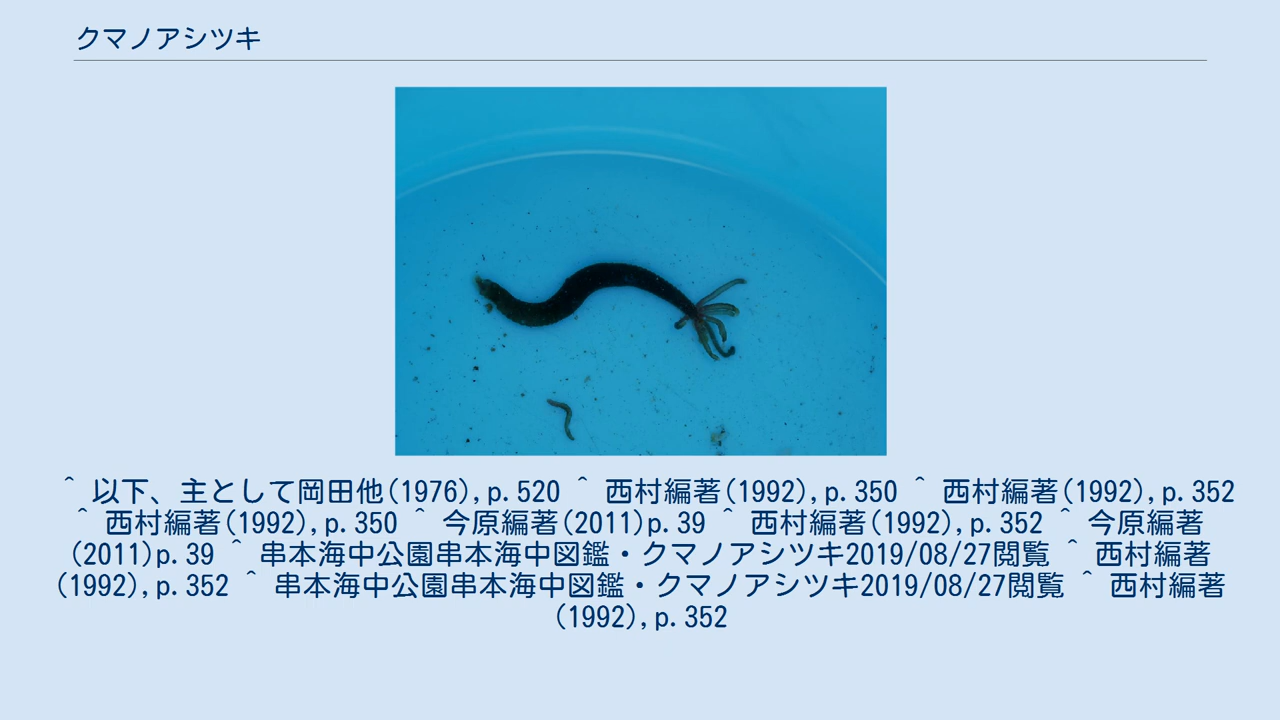 クマノアシツキ
^ 以下、主として岡田他(1976),p.520 ^ 西村編著(1992),p.350 ^ 西村編著(1992),p.352
^ 西村編著(1992),p.350 ^ 今原編著(2011)p.39 ^ 西村編著(1992),p.352 ^ 今原編著
(2011)p.39 ^ 串本海中公園串本海中図鑑・クマノアシツキ2019/08/27閲覧 ^ 西村編著
(1992),p.352 ^ 串本海中公園串本海中図鑑・クマノアシツキ2019/08/27閲覧 ^ 西村編著
(1992),p.352